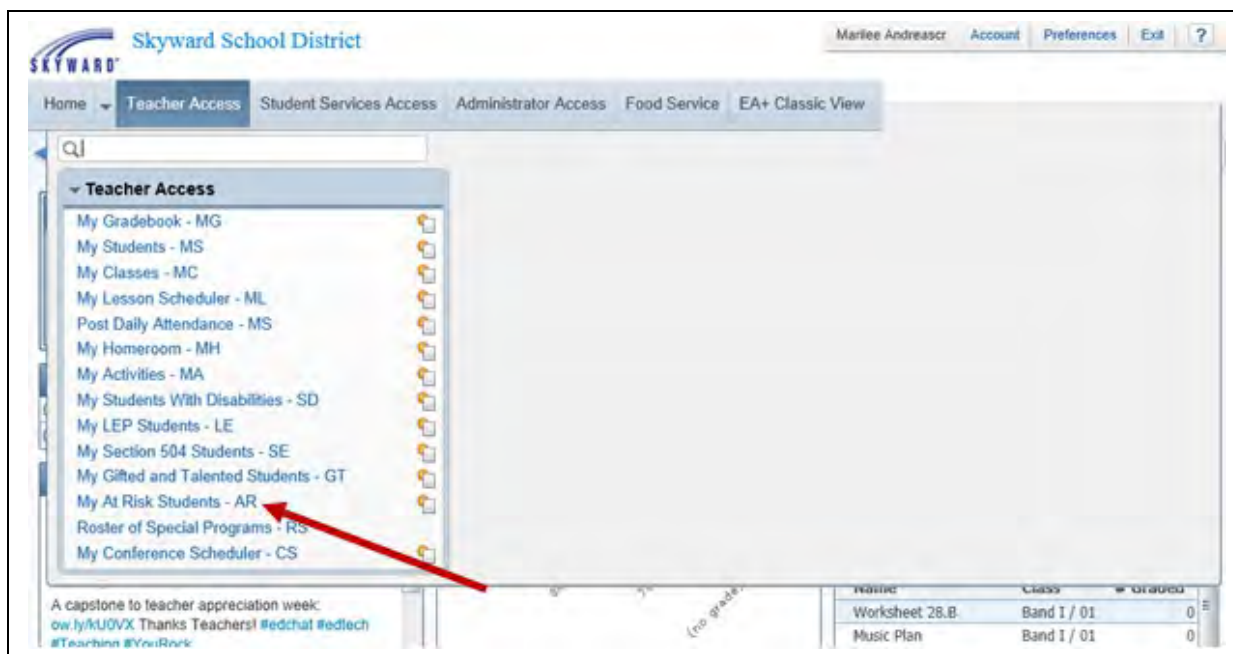 Skyward School District
SKYWARD
Marilee Andreascr Account Preferences Exit ?
Home Teacher Access Student Services Access Administrator Access Food Service EA+ Classic View
Teacher Access
My Gradebook - MG
My Students - MS
My Classes - MC
My Lesson Scheduler - ML
Post Daily Attendance - MS
My Homeroom - MH
My Activities - MA
My Students With Disabilities - SD
My LEP Students - LE
My Section 504 Students - SE
My Gifted and Talented Students - GT
My At Risk Students - AR
Roster of Special Programs - RS
My Conference Scheduler - CS
A capstone to teacher appreciation week:
ow.ly/kU0VX Thanks Teachers! #edchat #edtech
#Teaching #YouRock
(no grade)
Name Class # Graded
Worksheet 28.B Band I / 01 0
Music Plan Band I / 01 0